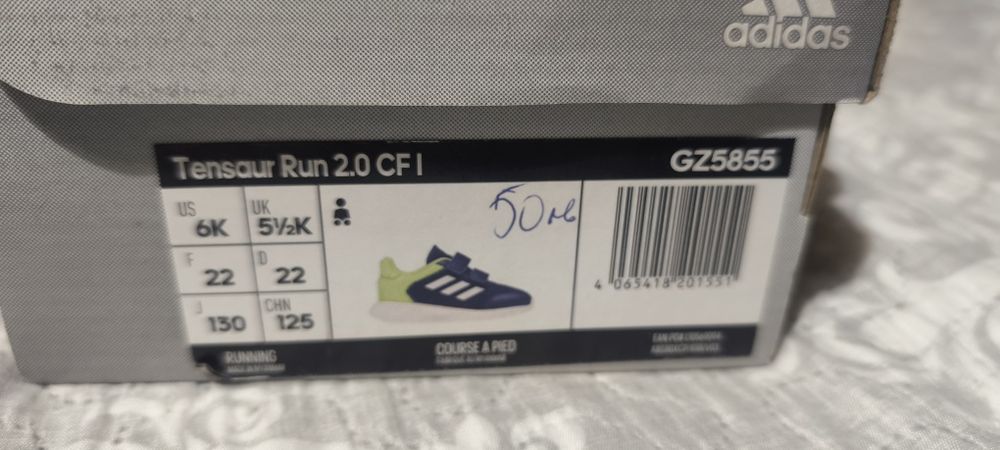 adidas
Tensaur Run 2.0 CF I
GZ5855
US
6K
UK
5½K
F
22
D
22
J
130
CHN
125
50лв
4 065418 201551
RUNNING
COURSE A PIED